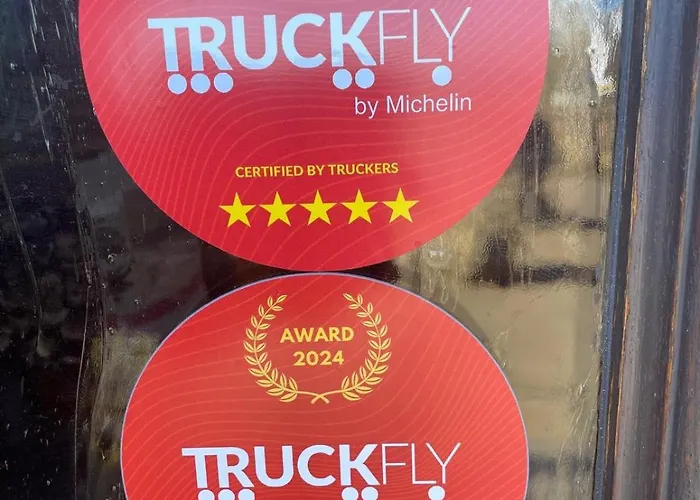 TRUCKFLY
by Michelin
CERTIFIED BY TRUCKERS
AWARD
2024
TRUCKFLY